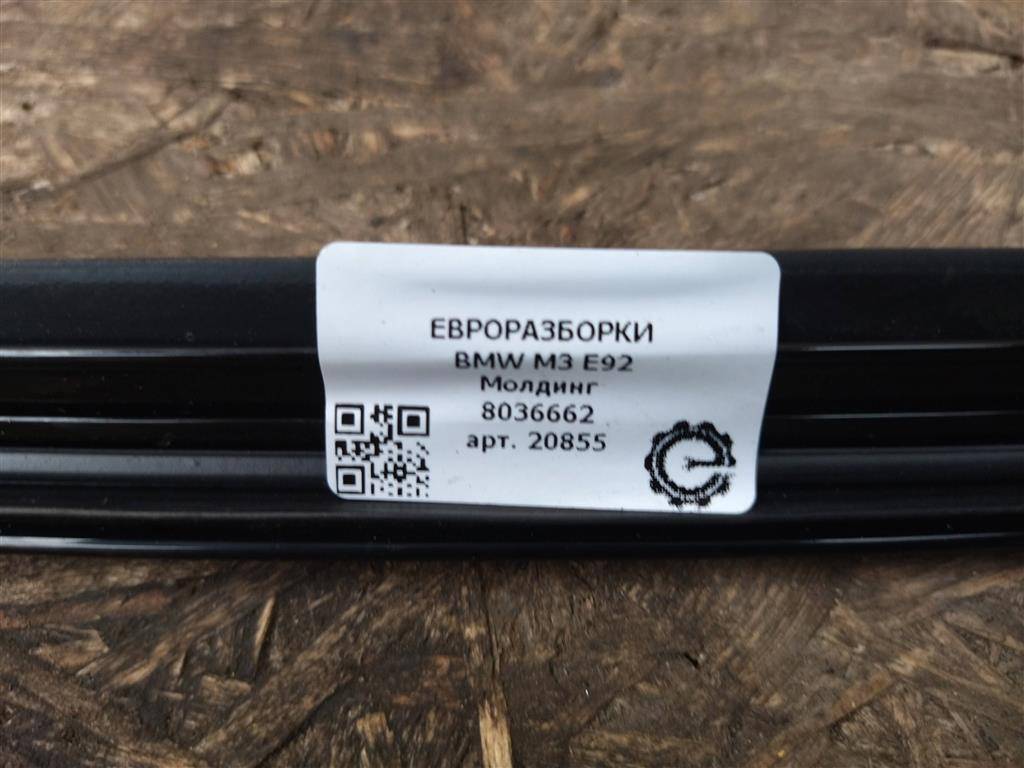 ЕВРОРАЗБОРКИ
BMW M3 E92
Молдинг
8036662
арт. 20855